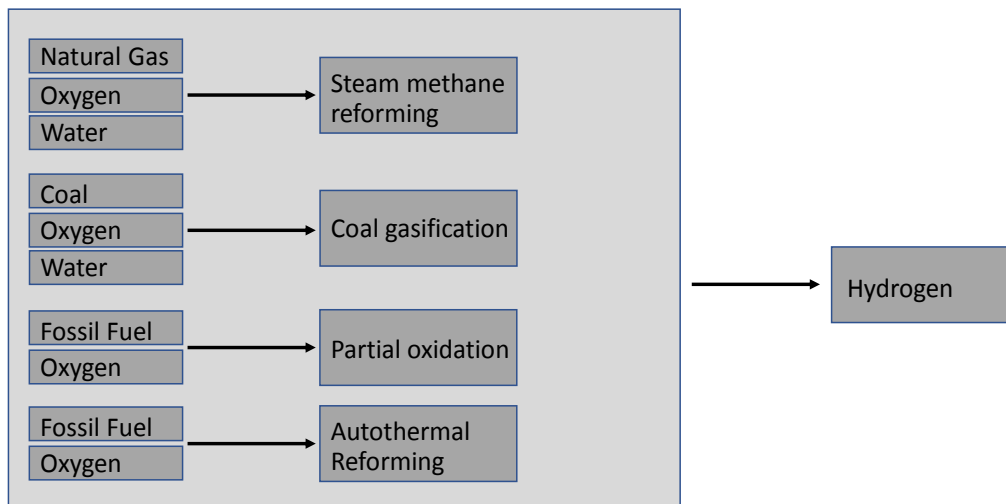 Natural Gas
Oxygen
Water
Steam methane
reforming
Coal
Oxygen
Water
Coal gasification
Fossil Fuel
Oxygen
Partial oxidation
Fossil Fuel
Oxygen
Autothermal
Reforming
Hydrogen